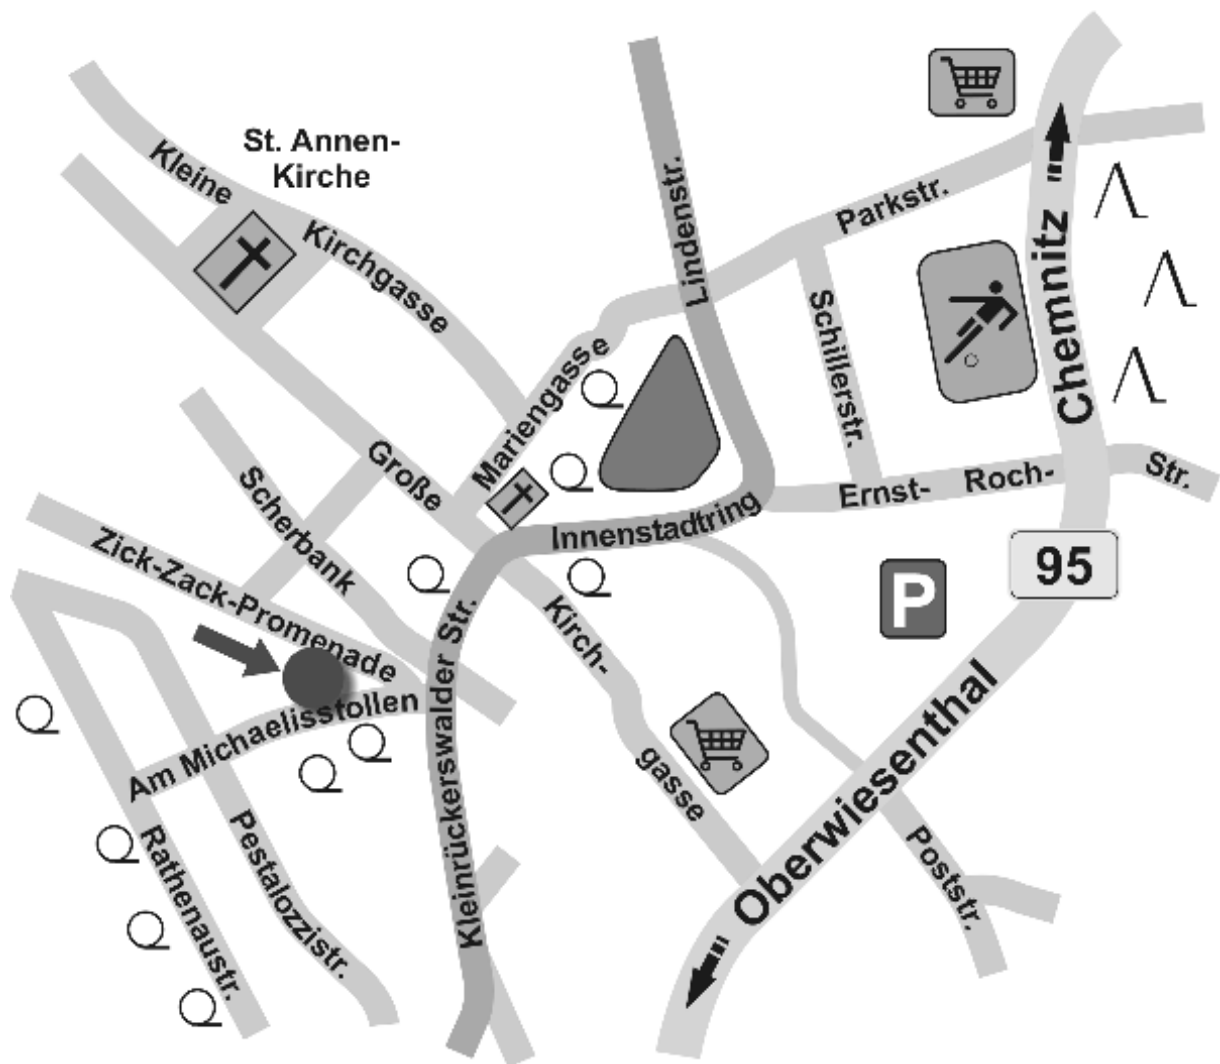 St. Annen-
Kirche
Kleine
Kirchgasse
Lindenstr.
Parkstr.
Chemnitz
Schillerstr.
Mariengasse
Große
Scherbank
Innenstadtring
Ernst-
Roch-
Str.
Zick-Zack-Promenade
95
P
Kirch-
gasse
Kleinrückerswalder Str.
Am Michaelisstollen
Oberwiesenthal
Rathenaustr.
Pestalozzistr.
Poststr.